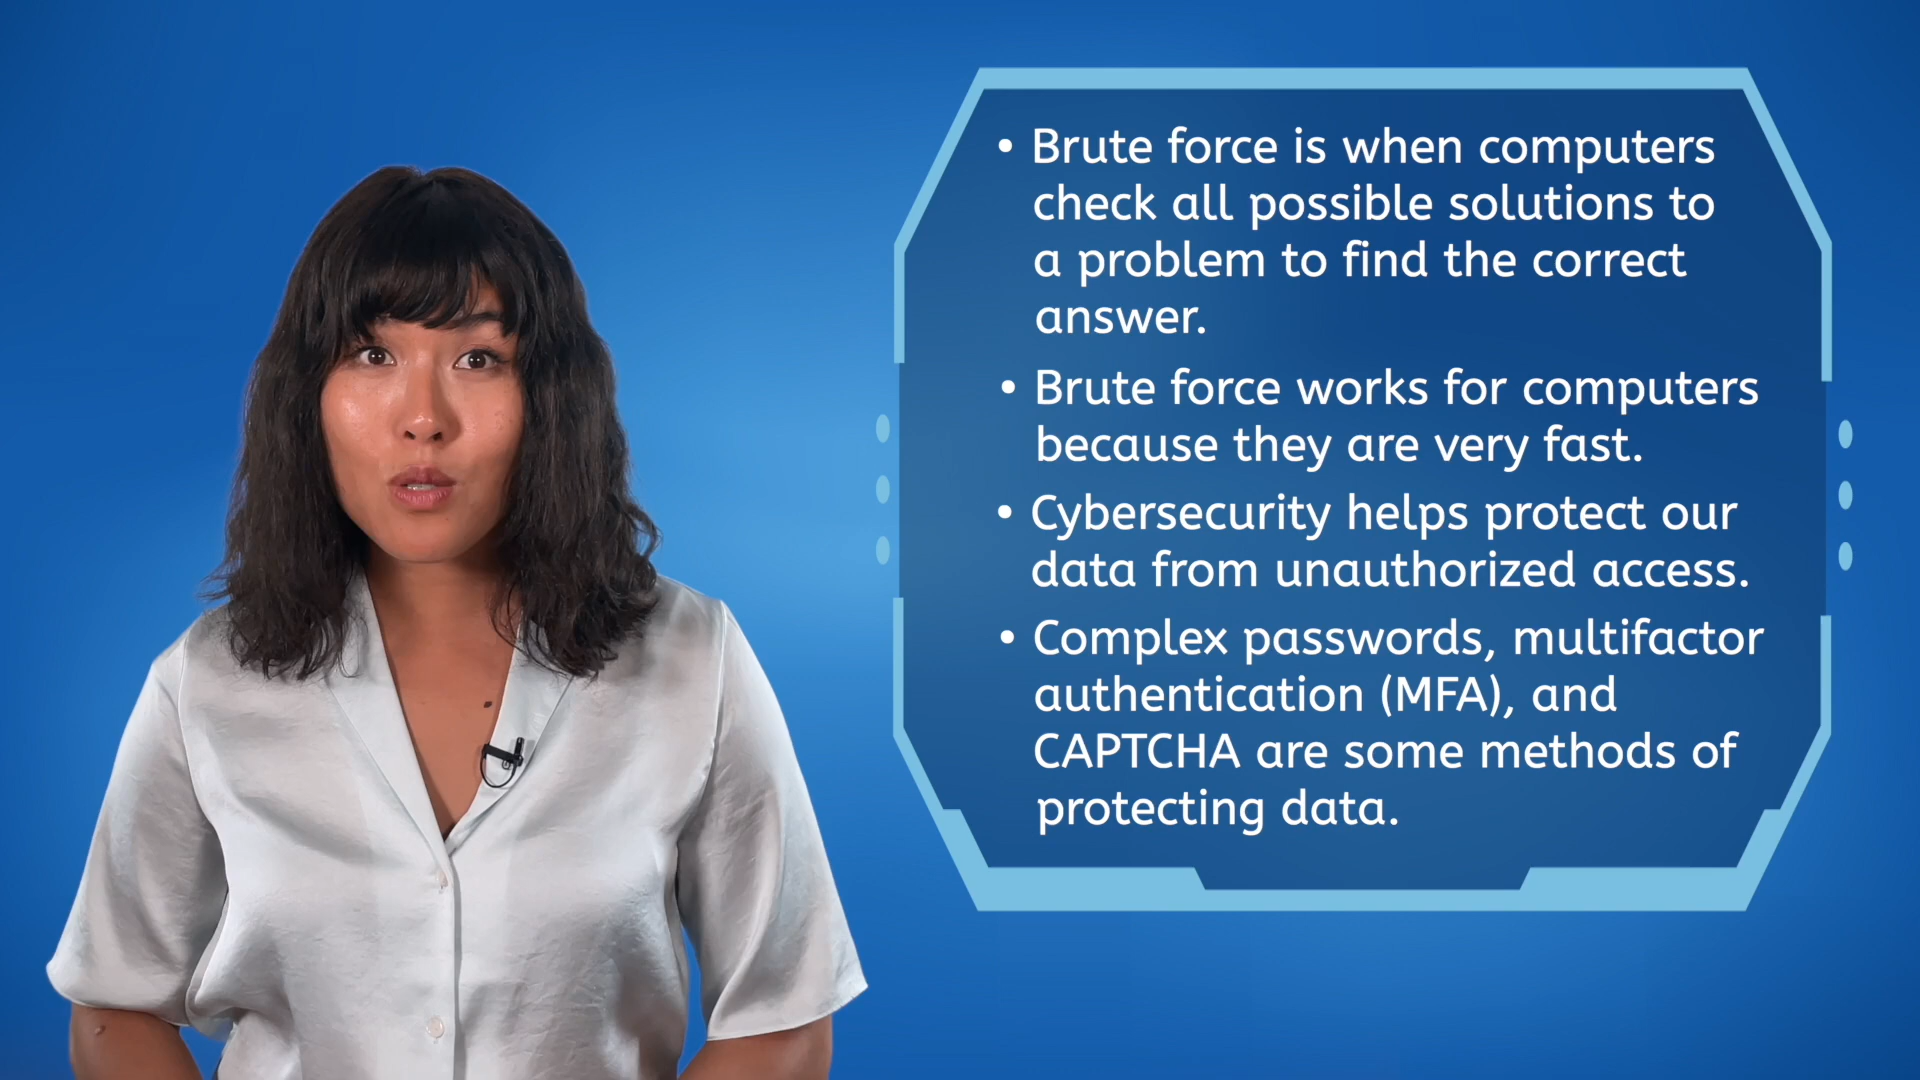 • Brute force is when computers
check all possible solutions to
a problem to find the correct
answer.
• Brute force works for computers
because they are very fast.
• Cybersecurity helps protect our
data from unauthorized access.
• Complex passwords, multifactor
authentication (MFA), and
CAPTCHA are some methods of
protecting data.